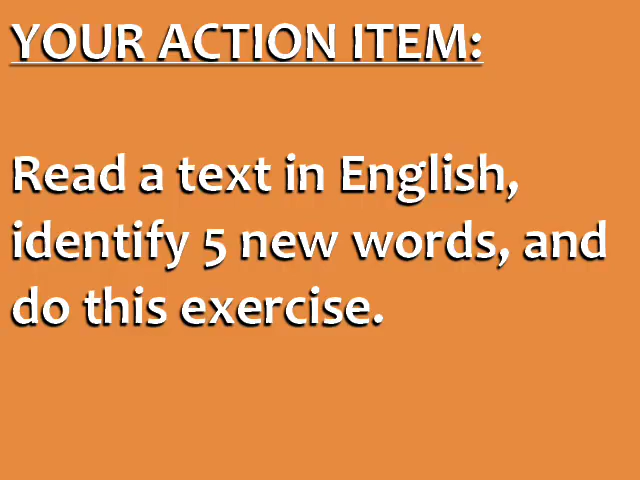 YOUR ACTION ITEM:
Read a text in English,
identify 5 new words, and
do this exercise.